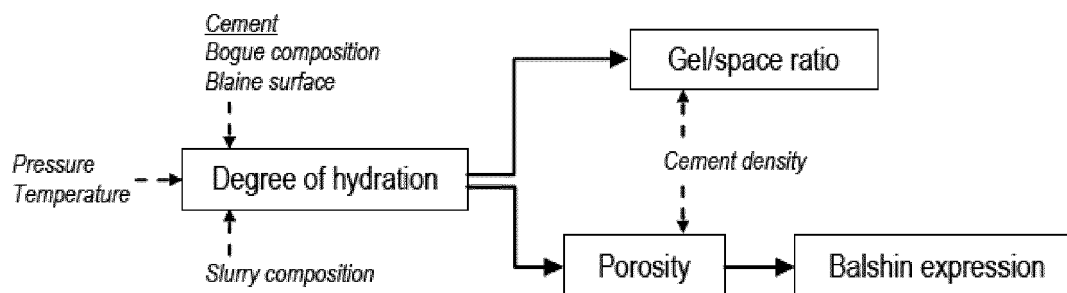 Cement
Bogue composition
Blaine surface
Gel/space ratio
Pressure
Temperature
Degree of hydration
Cement density
Slurry composition
Porosity
Balshin expression